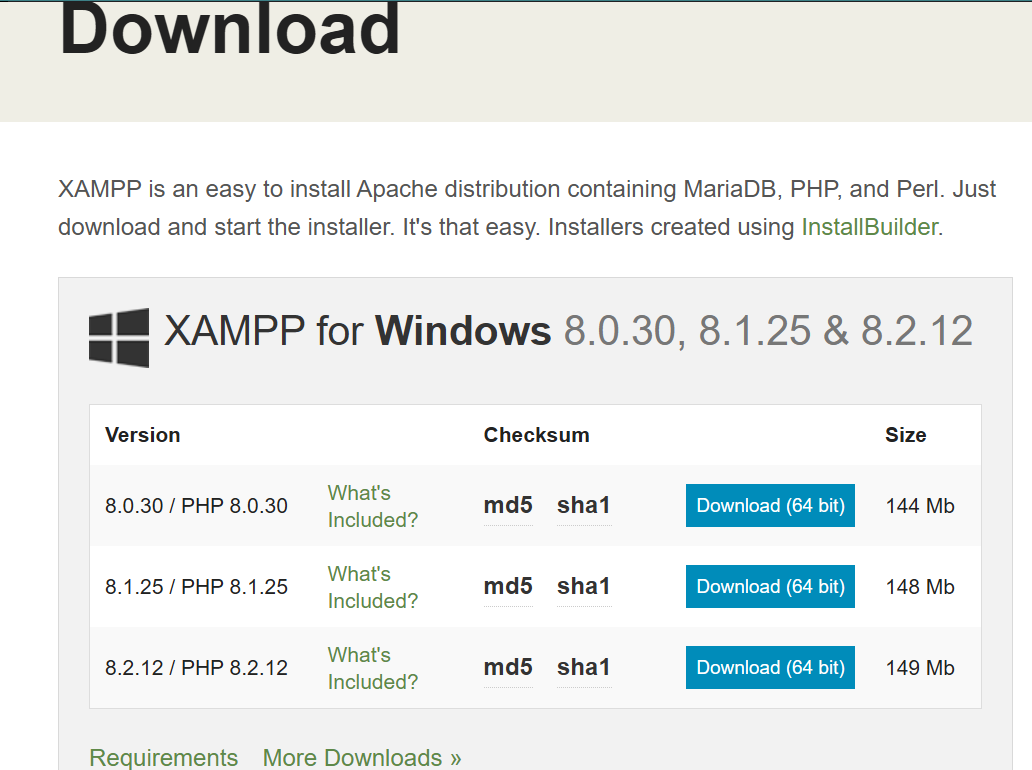 Download
XAMPP is an easy to install Apache distribution containing MariaDB, PHP, and Perl. Just
download and start the installer. It's that easy. Installers created using InstallBuilder.
XAMPP for Windows 8.0.30, 8.1.25 & 8.2.12
Version Checksum Size
8.0.30 / PHP 8.0.30 What's Included? md5 sha1 Download (64 bit) 144 Mb
8.1.25 / PHP 8.1.25 What's Included? md5 sha1 Download (64 bit) 148 Mb
8.2.12 / PHP 8.2.12 What's Included? md5 sha1 Download (64 bit) 149 Mb
Requirements More Downloads »